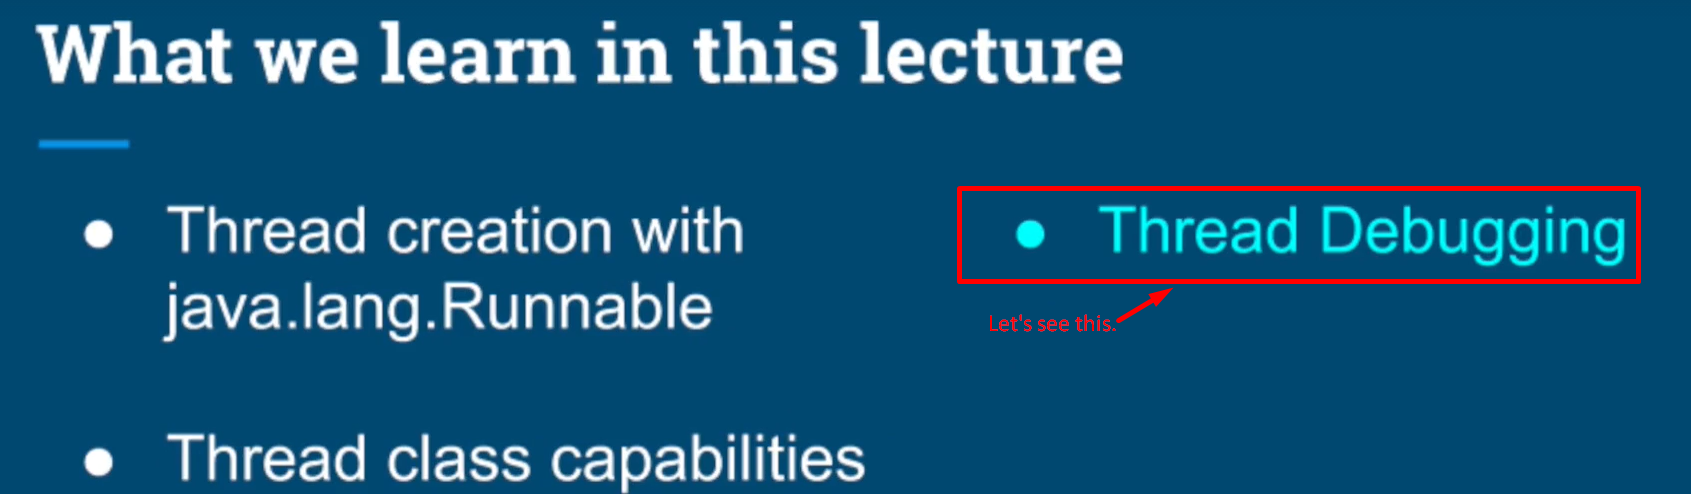 What we learn in this lecture
● Thread creation with
java.lang.Runnable
● Thread class capabilities
● Thread Debugging
Let's see this.